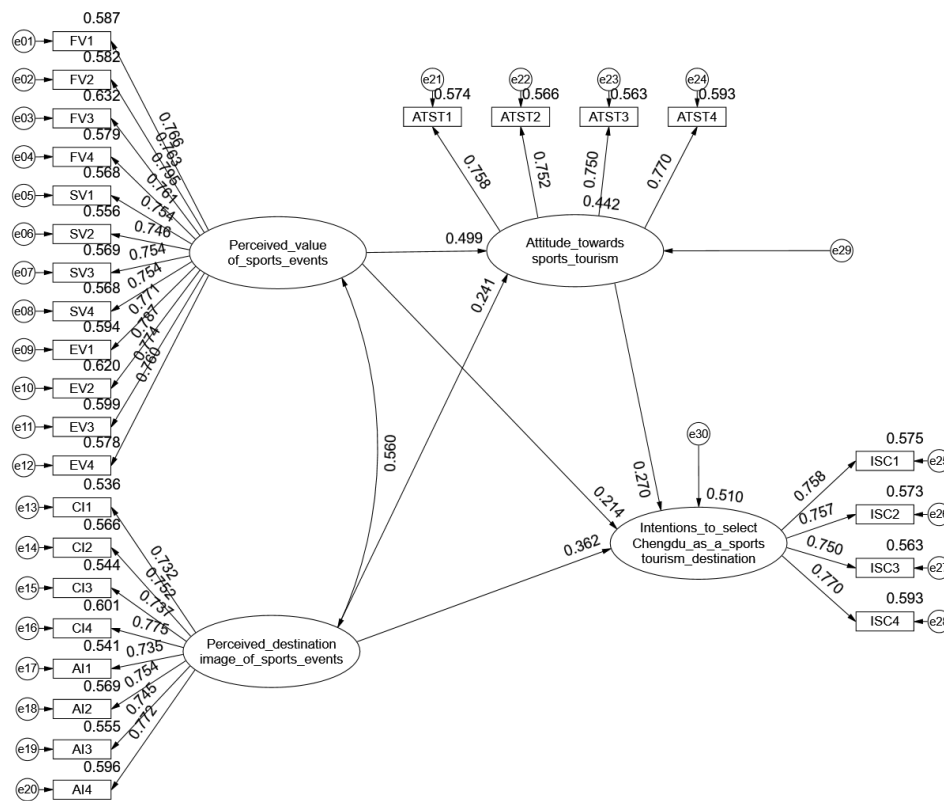 0.587
e01
FV1
0.582
e02
FV2
0.632
e03
FV3
0.579
e04
FV4
0.568
e05
SV1
0.556
e06
SV2
0.569
e07
SV3
0.568
e08
SV4
0.594
e09
EV1
0.620
e10
EV2
0.599
e11
EV3
0.578
e12
EV4
0.536
e13
CI1
0.566
e14
CI2
0.544
e15
CI3
0.601
e16
CI4
0.541
e17
AI1
0.569
e18
AI2
0.555
e19
AI3
0.596
e20
AI4
0.766
0.763
0.795
0.761
0.754
0.746
0.754
0.754
0.771
0.787
0.774
0.760
0.732
0.752
0.737
0.775
0.735
0.754
0.745
0.772
Perceived_value
of_sports_events
Perceived_destination
image_of_sports_events
0.560
0.499
0.241
0.214
0.362
0.270
e21
0.574
ATST1
e22
0.566
ATST2
e23
0.563
ATST3
e24
0.593
ATST4
0.758
0.752
0.750
0.770
0.442
Attitude_towards
sports_tourism
e29
e30
0.510
Intentions_to_select
Chengdu_as_a_sports
tourism_destination
0.758
0.757
0.750
0.770
0.575
ISC1
e25
0.573
ISC2
e26
0.563
ISC3
e27
0.593
ISC4
e28